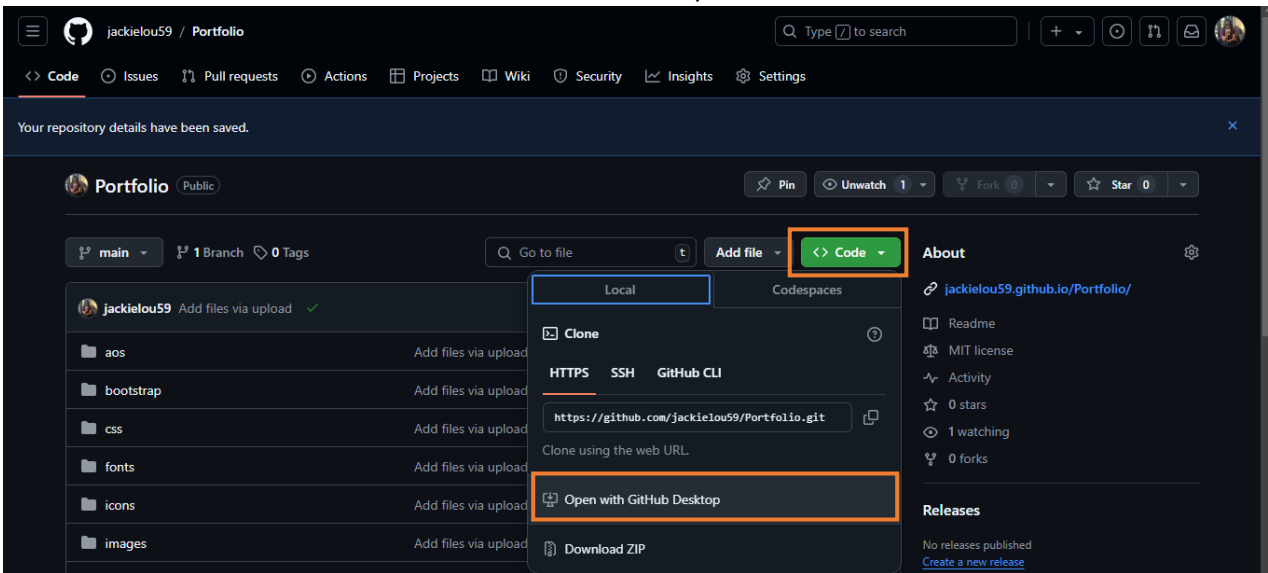 jackielou59 / Portfolio
Type / to search
Code Issues Pull requests Actions Projects Wiki Security Insights Settings
Your repository details have been saved.
Portfolio Public
Pin Unwatch 1 Fork 0 Star 0
main 1 Branch 0 Tags
Go to file t
Add file
Code
Local Codespaces
Clone
HTTPS SSH GitHub CLI
https://github.com/jackielou59/Portfolio.git
Clone using the web URL.
Open with GitHub Desktop
Download ZIP
jackielou59 Add files via upload
aos Add files via upload
bootstrap Add files via upload
css Add files via upload
fonts Add files via upload
icons Add files via upload
images Add files via upload
About
jackielou59.github.io/Portfolio/
Readme
MIT license
Activity
0 stars
1 watching
0 forks
Releases
No releases published
Create a new release